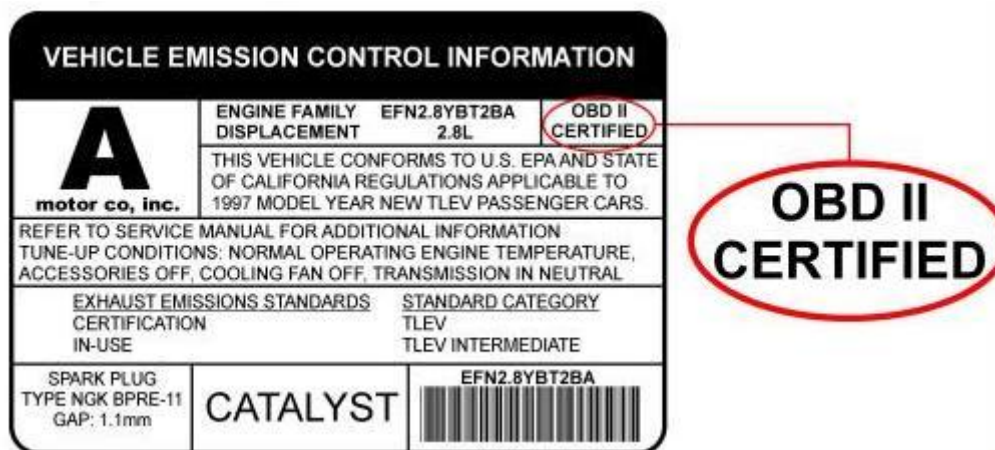 VEHICLE EMISSION CONTROL INFORMATION
A
motor co, inc.
ENGINE FAMILY EFN2.8YBT2BA
DISPLACEMENT 2.8L
OBD II
CERTIFIED
THIS VEHICLE CONFORMS TO U.S. EPA AND STATE
OF CALIFORNIA REGULATIONS APPLICABLE TO
1997 MODEL YEAR NEW TLEV PASSENGER CARS.
REFER TO SERVICE MANUAL FOR ADDITIONAL INFORMATION
TUNE-UP CONDITIONS: NORMAL OPERATING ENGINE TEMPERATURE,
ACCESSORIES OFF, COOLING FAN OFF, TRANSMISSION IN NEUTRAL
EXHAUST EMISSIONS STANDARDS STANDARD CATEGORY
CERTIFICATION TLEV
IN-USE TLEV INTERMEDIATE
SPARK PLUG
TYPE NGK BPRE-11
GAP: 1.1mm
CATALYST
EFN2.8YBT2BA
OBD II
CERTIFIED